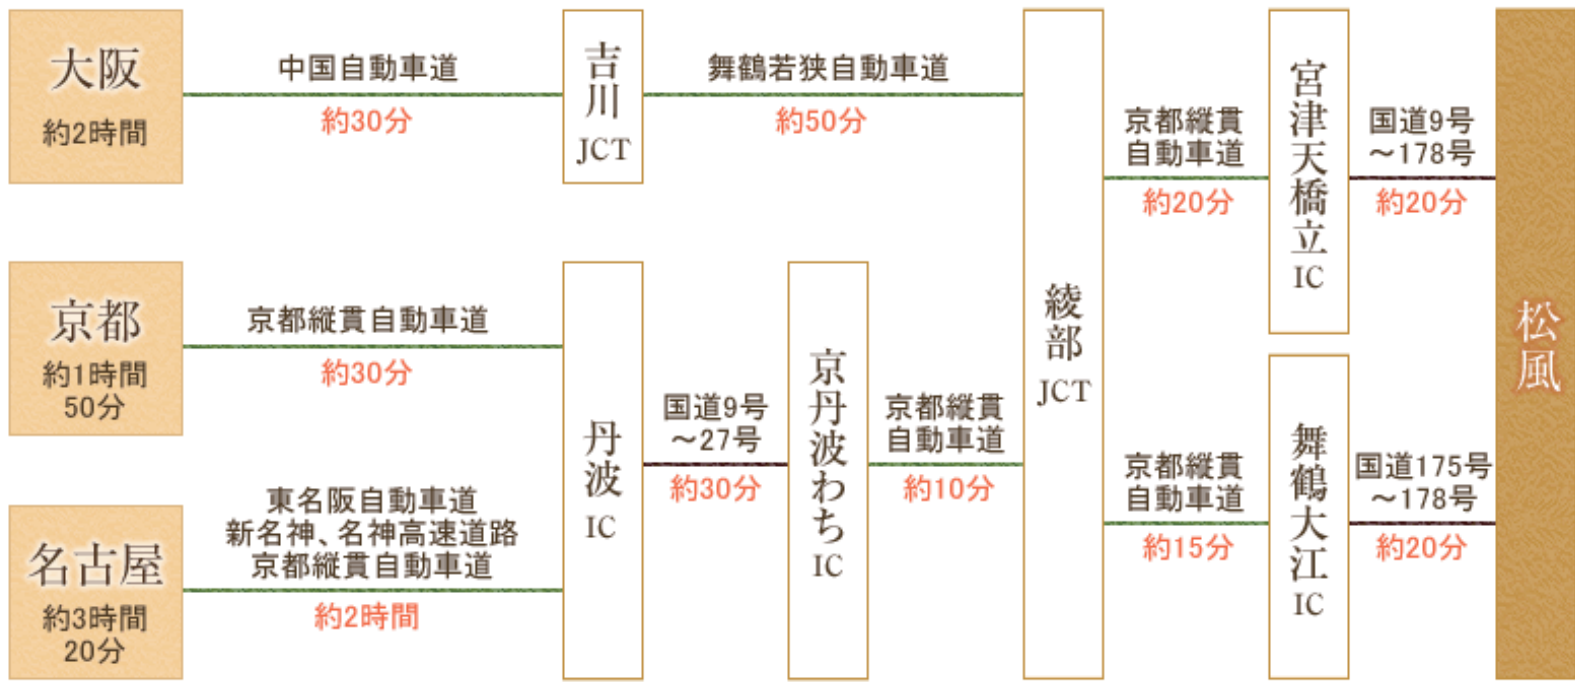 大阪
約2時間
中国自動車道
約30分
吉川
JCT
舞鶴若狭自動車道
約50分
京都
約1時間
50分
京都縦貫自動車道
約30分
名古屋
約3時間
20分
東名阪自動車道
新名神、名神高速道路
京都縦貫自動車道
約2時間
丹波
IC
国道9号
～27号
約30分
京丹波わち
IC
京都縦貫
自動車道
約10分
綾部
JCT
京都縦貫
自動車道
約20分
宮津天橋立
IC
国道9号
～178号
約20分
京都縦貫
自動車道
約15分
舞鶴大江
IC
国道175号
～178号
約20分
松風